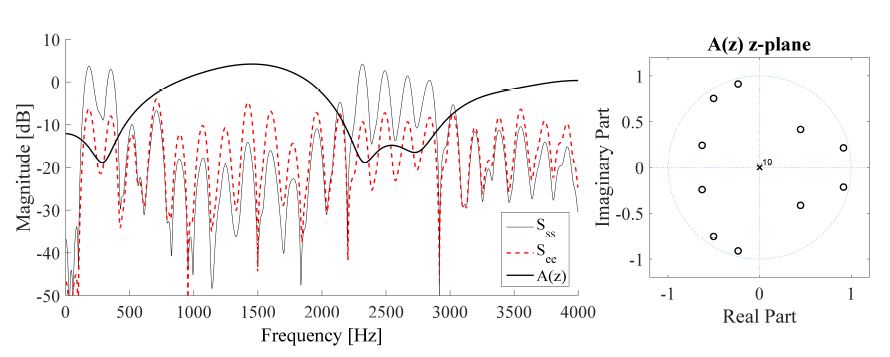 10
0
-10
-20
-30
-40
-50
Magnitude [dB]
0 500 1000 1500 2000 2500 3000 3500 4000
Frequency [Hz]
S_ss
S_ee
A(z)
A(z) z-plane
1
0.5
0
-0.5
-1
Imaginary Part
10
-1 0 1
Real Part